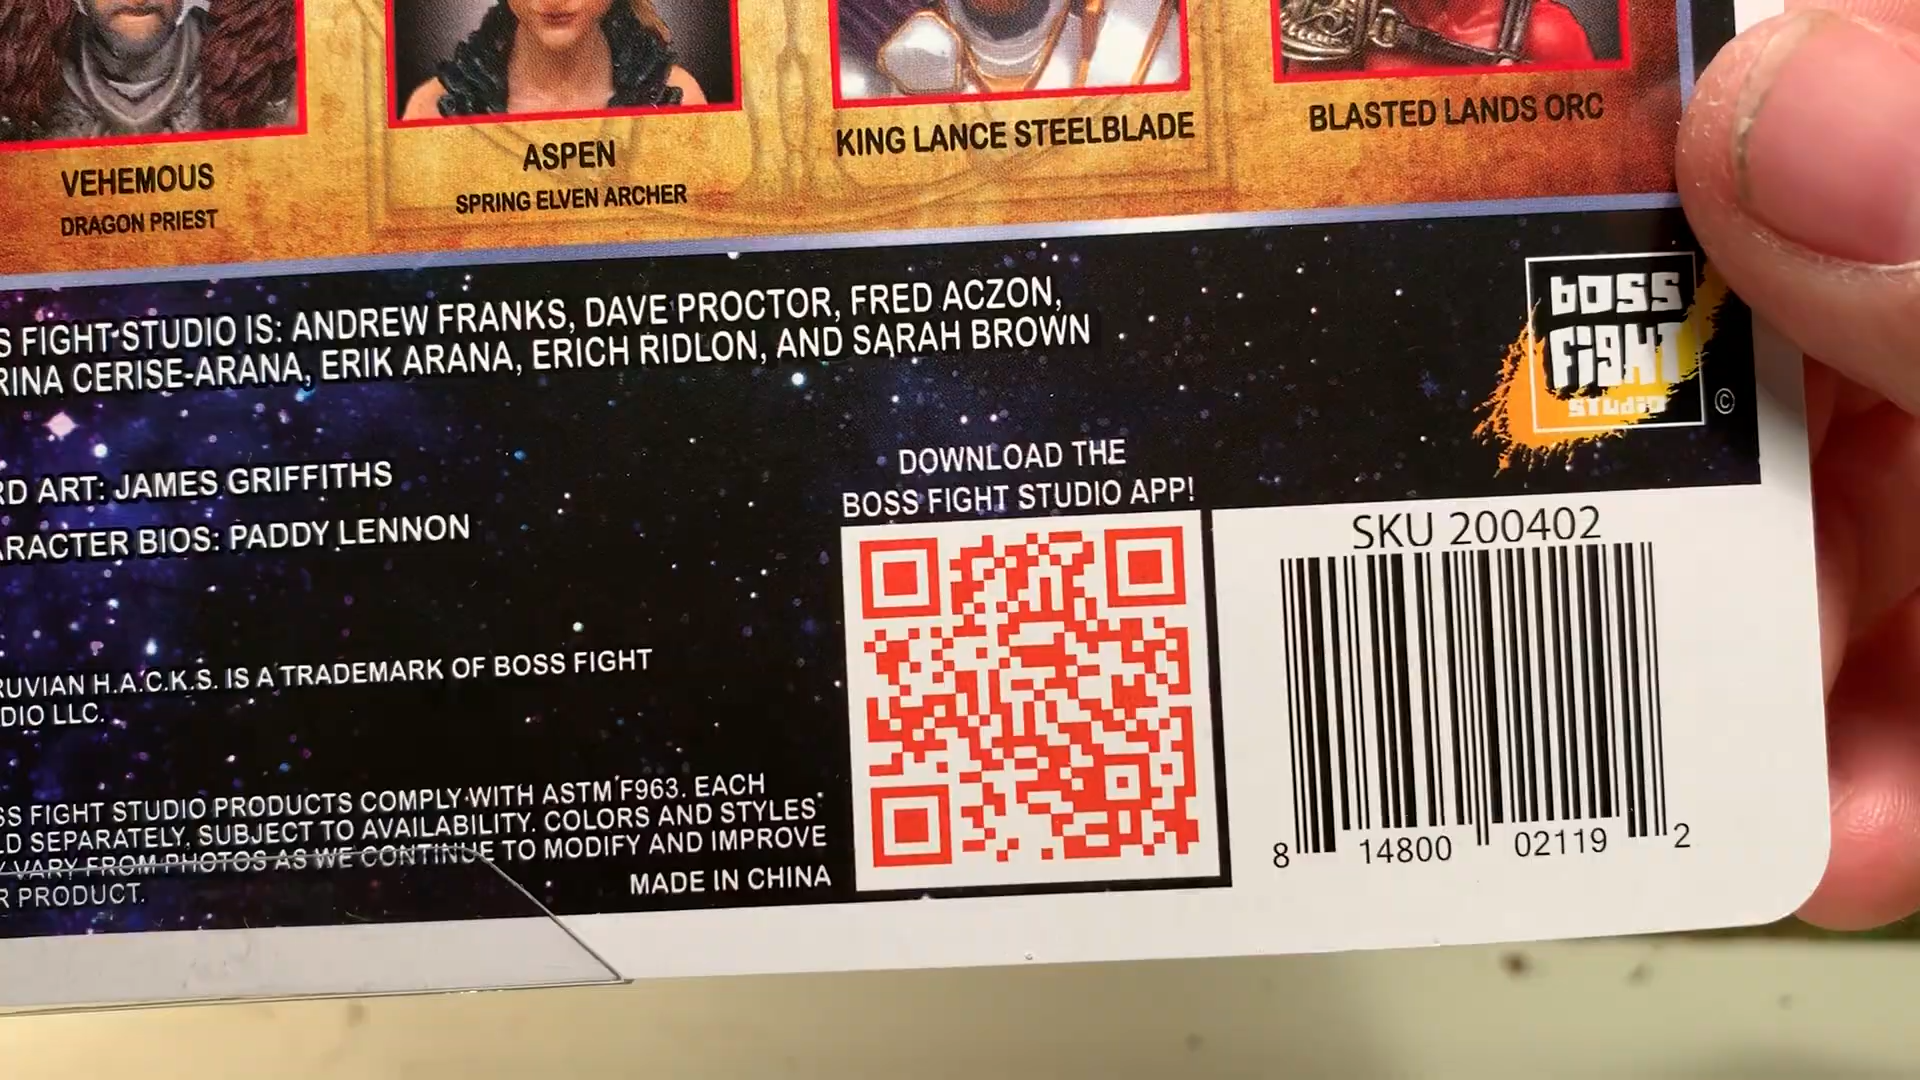 VEHEMOUS
DRAGON PRIEST
ASPEN
SPRING ELVEN ARCHER
KING LANCE STEELBLADE
BLASTED LANDS ORC
S FIGHT STUDIO IS: ANDREW FRANKS, DAVE PROCTOR, FRED ACZON,
RINA CERISE-ARANA, ERIK ARANA, ERICH RIDLON, AND SARAH BROWN
boss
fight
studio
©
RD ART: JAMES GRIFFITHS
ARACTER BIOS: PADDY LENNON
RUVIAN H.A.C.K.S. IS A TRADEMARK OF BOSS FIGHT
DIO LLC.
SS FIGHT STUDIO PRODUCTS COMPLY WITH ASTM F963. EACH
LD SEPARATELY, SUBJECT TO AVAILABILITY. COLORS AND STYLES
Y VARY FROM PHOTOS AS WE CONTINUE TO MODIFY AND IMPROVE
R PRODUCT.
MADE IN CHINA
DOWNLOAD THE
BOSS FIGHT STUDIO APP!
SKU 200402
8 14800 02119 2